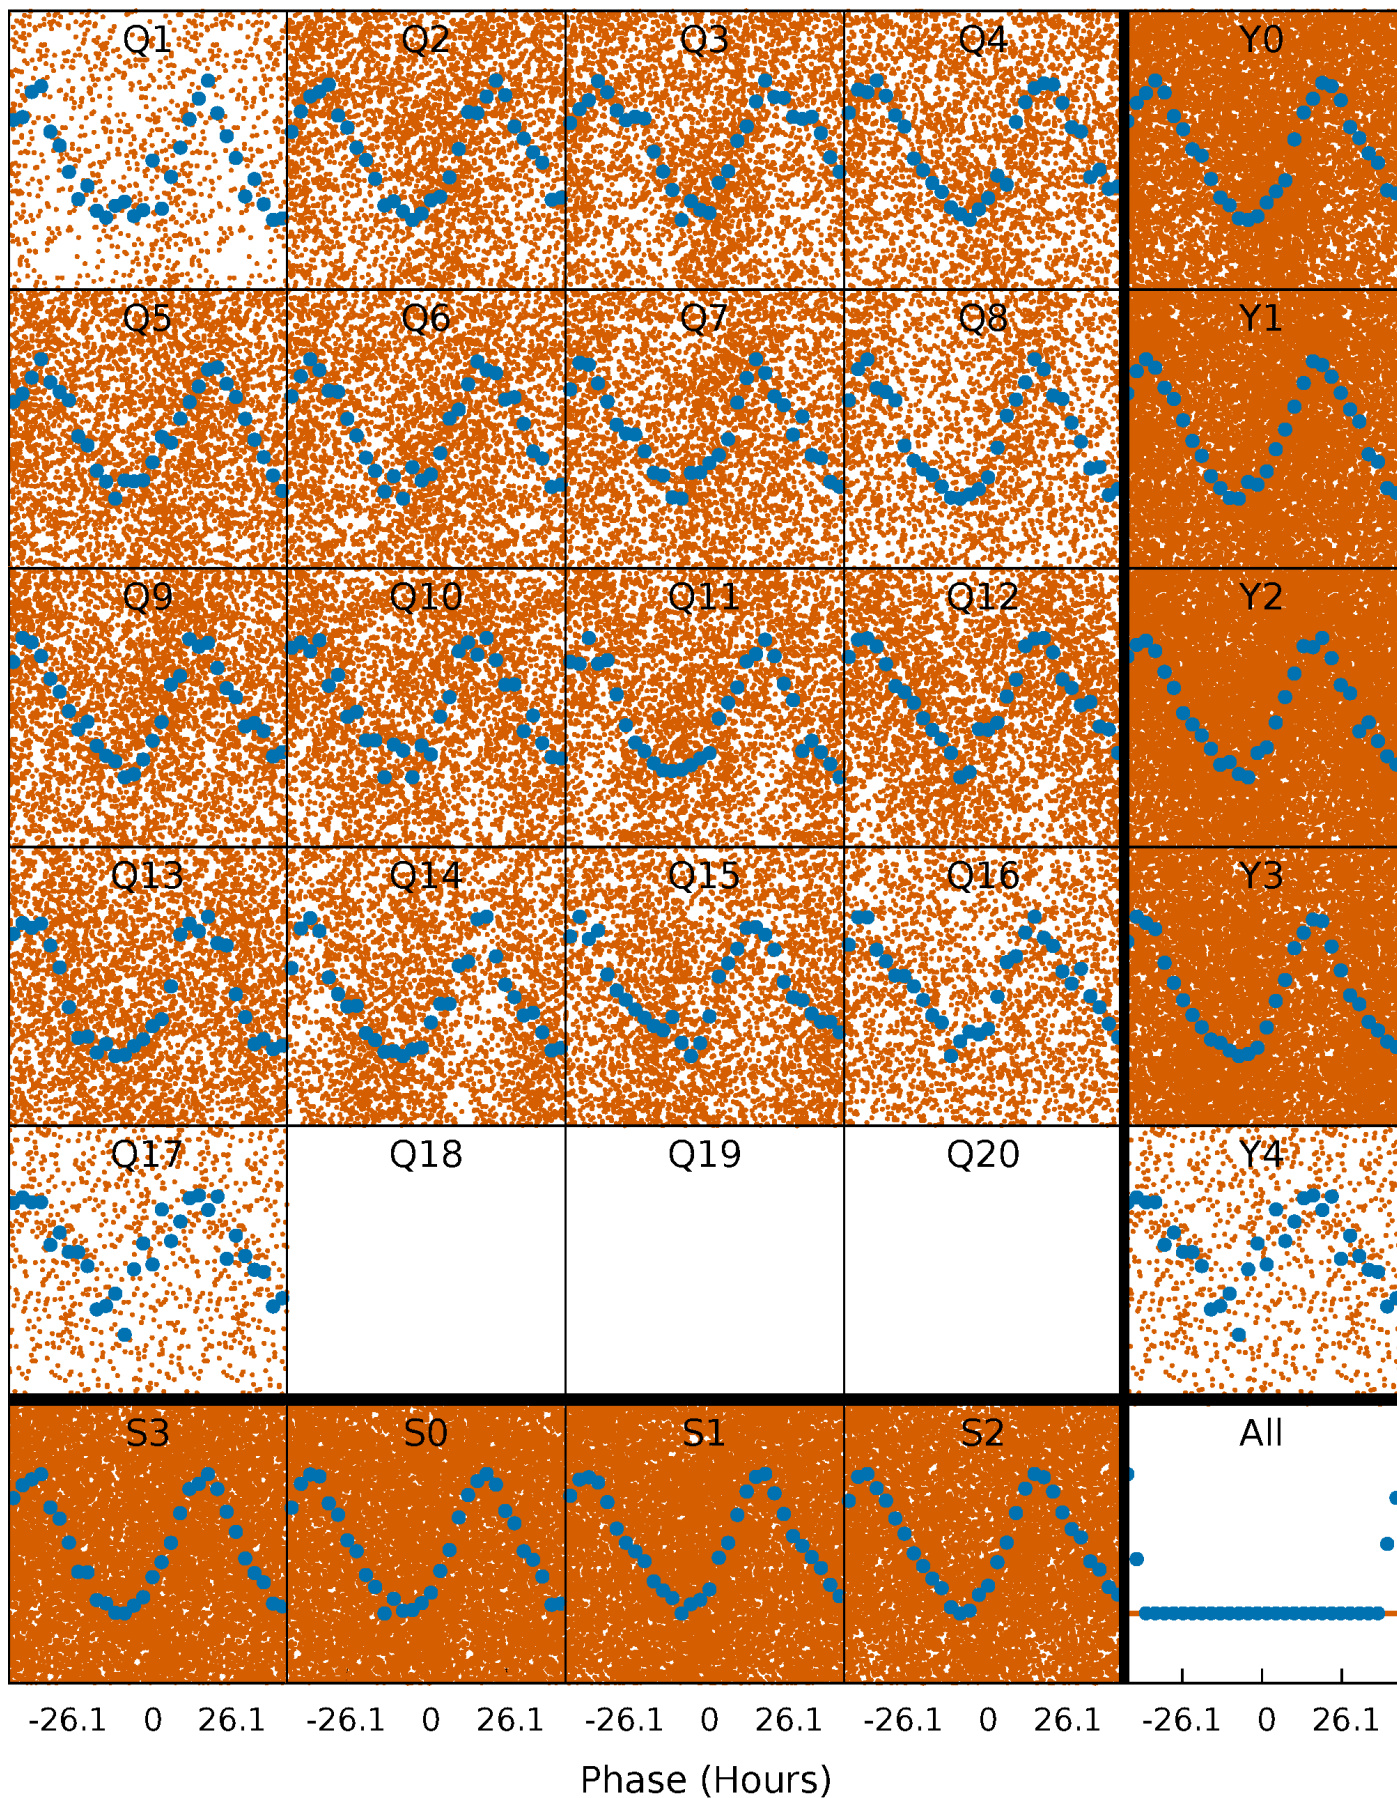 Q1 Q2 Q3 Q4 Y0
Q5 Q6 Q7 Q8 Y1
Q9 Q10 Q11 Q12 Y2
Q13 Q14 Q15 Q16 Y3
Q17 Q18 Q19 Q20 Y4
S3 S0 S1 S2 All
-26.1 0 26.1 -26.1 0 26.1 -26.1 0 26.1 -26.1 0 26.1 -26.1 0 26.1
Phase (Hours)